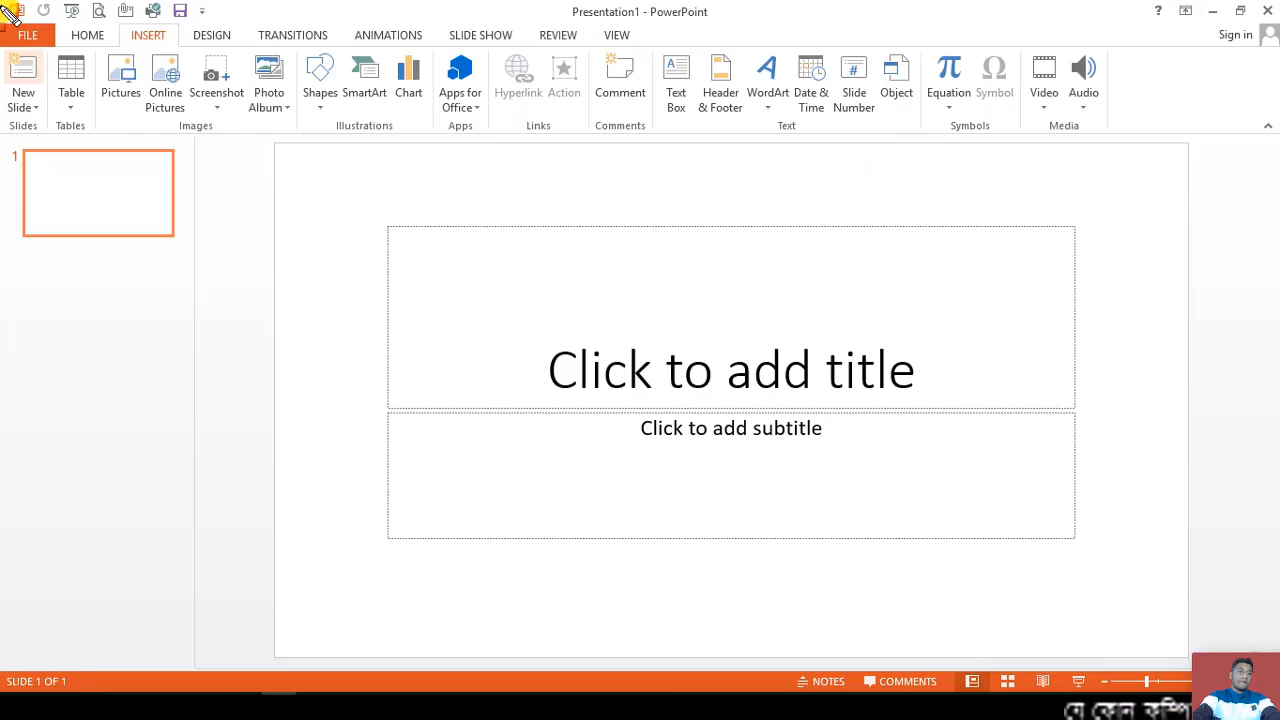 Presentation1 - PowerPoint
?
FILE HOME INSERT DESIGN TRANSITIONS ANIMATIONS SLIDE SHOW REVIEW VIEW Sign in
New Slide
Table
Pictures
Online Pictures
Screenshot
Photo Album
Shapes
SmartArt
Chart
Apps for Office
Hyperlink
Action
Comment
Text Box
Header & Footer
WordArt
Date & Time
Slide Number
Object
Equation
Symbol
Video
Audio
Slides Tables Images Illustrations Apps Links Comments Text Symbols Media
1
Click to add title
Click to add subtitle
SLIDE 1 OF 1 NOTES COMMENTS
যে কোন